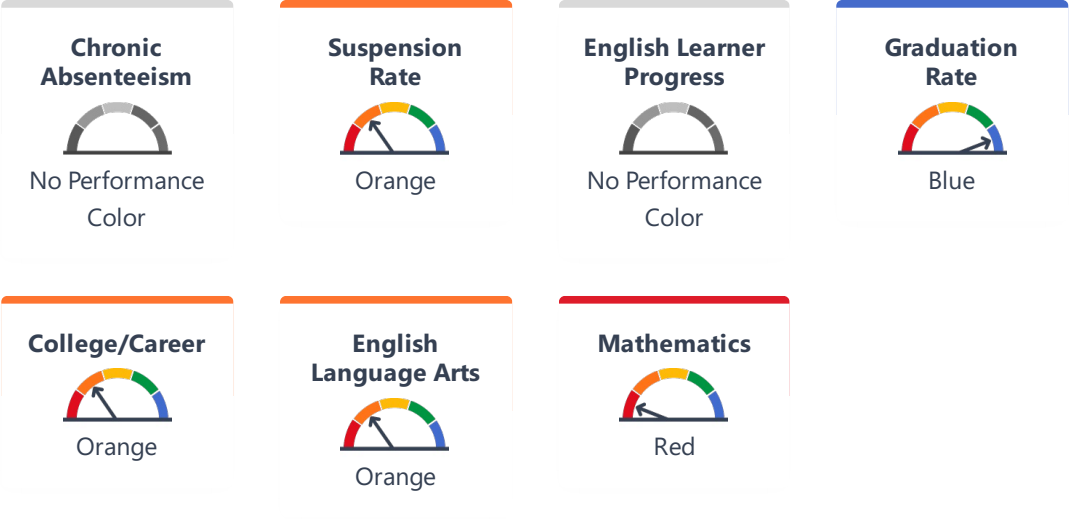 Chronic
Absenteeism
No Performance
Color
Suspension
Rate
Orange
English Learner
Progress
No Performance
Color
Graduation
Rate
Blue
College/Career
Orange
English
Language Arts
Orange
Mathematics
Red